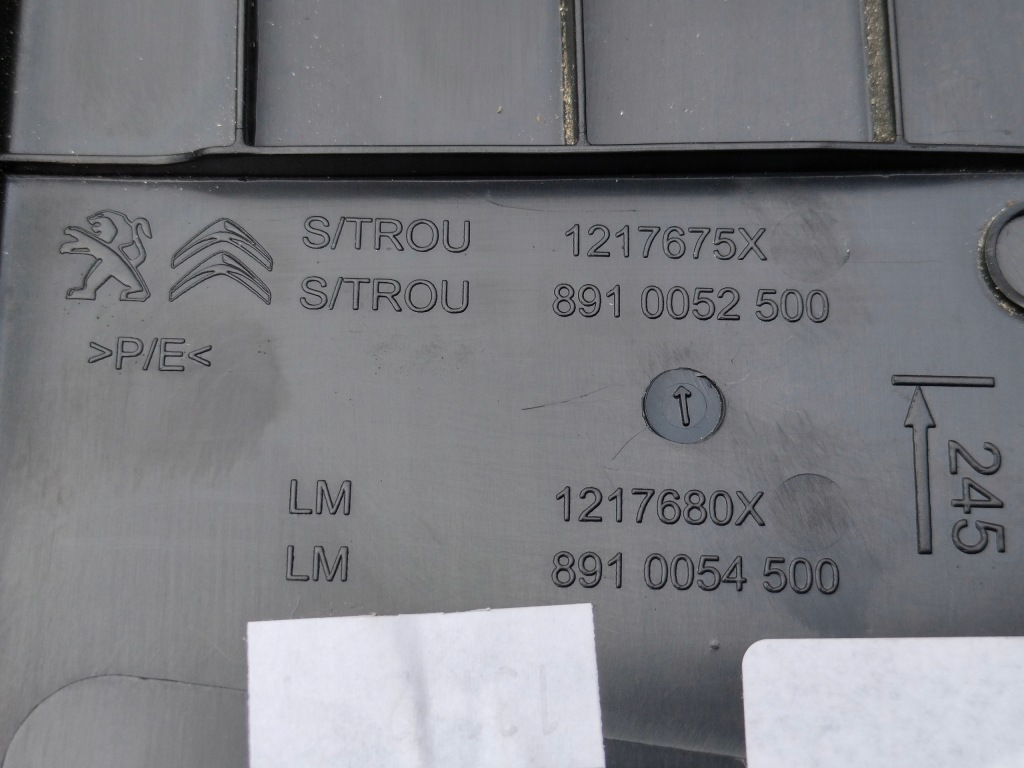 S/TROU 1217675X
S/TROU 891 0052 500
>P/E<
LM 1217680X
LM 891 0054 500
245